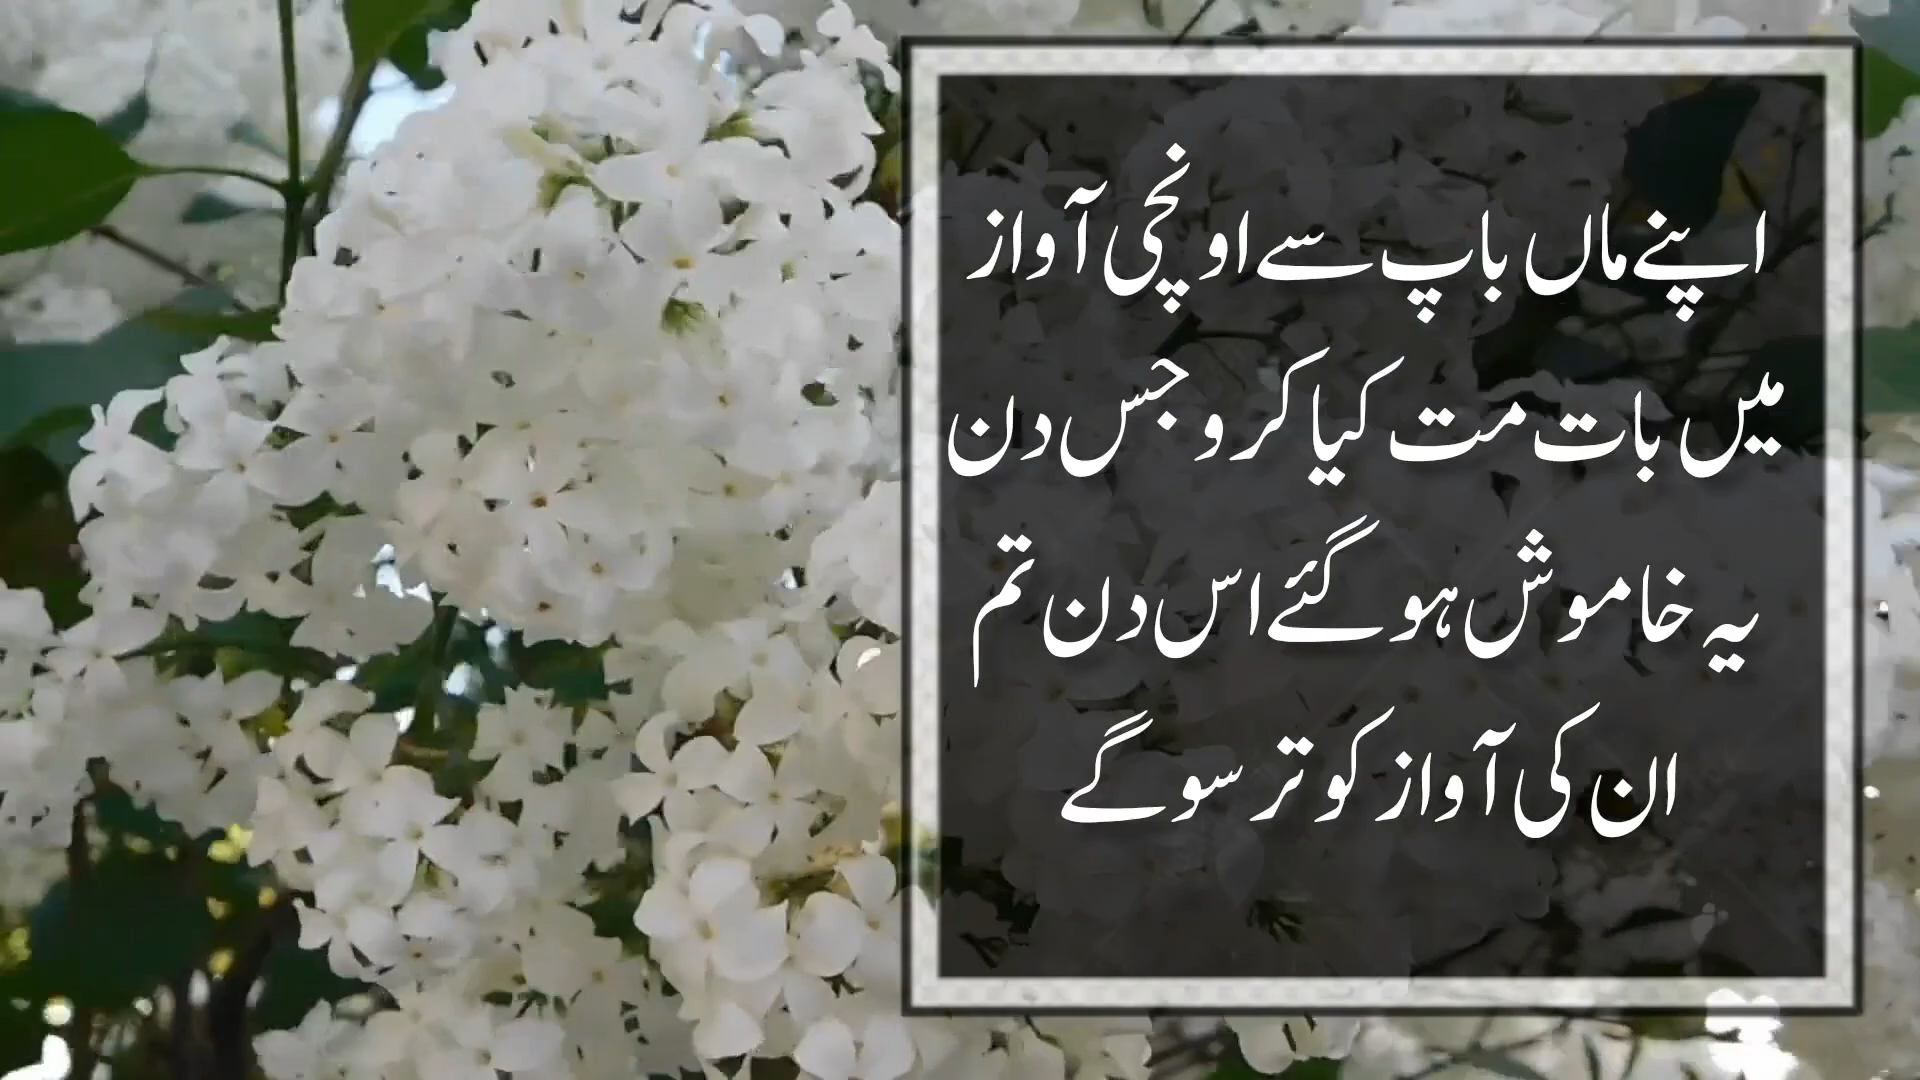 اپنے ماں باپ سے اونچی آواز
میں بات مت کیا کرو جس دن
یہ خاموش ہو گئے اس دن تم
ان کی آواز کو ترسو گے